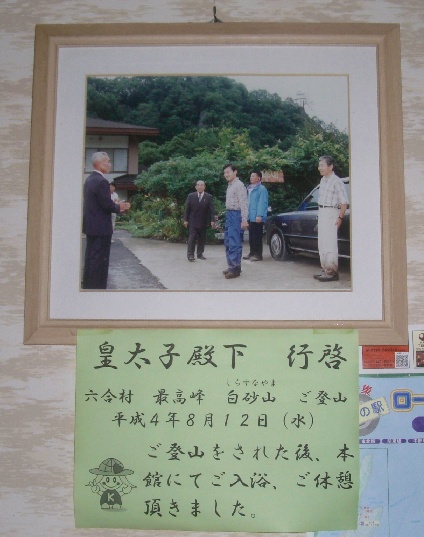 皇太子殿下　行啓
しらすなやま
六合村　最高峰　白砂山　ご登山
平成4年8月12日（水）
ご登山をされた後、本
館にてご入浴、ご休憩
頂きました。
K
の駅